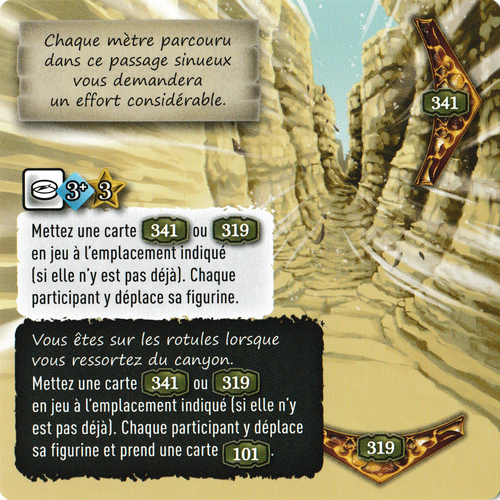 Chaque mètre parcouru
dans ce passage sinueux
vous demandera
un effort considérable.
341
3+ 3
Mettez une carte 341 ou 319
en jeu à l'emplacement indiqué
(si elle n'y est pas déjà). Chaque
participant y déplace sa figurine.
Vous êtes sur les rotules lorsque
vous ressortez du canyon.
Mettez une carte 341 ou 319
en jeu à l'emplacement indiqué (si elle n'y
est pas déjà). Chaque participant y déplace
sa figurine et prend une carte 101.
319